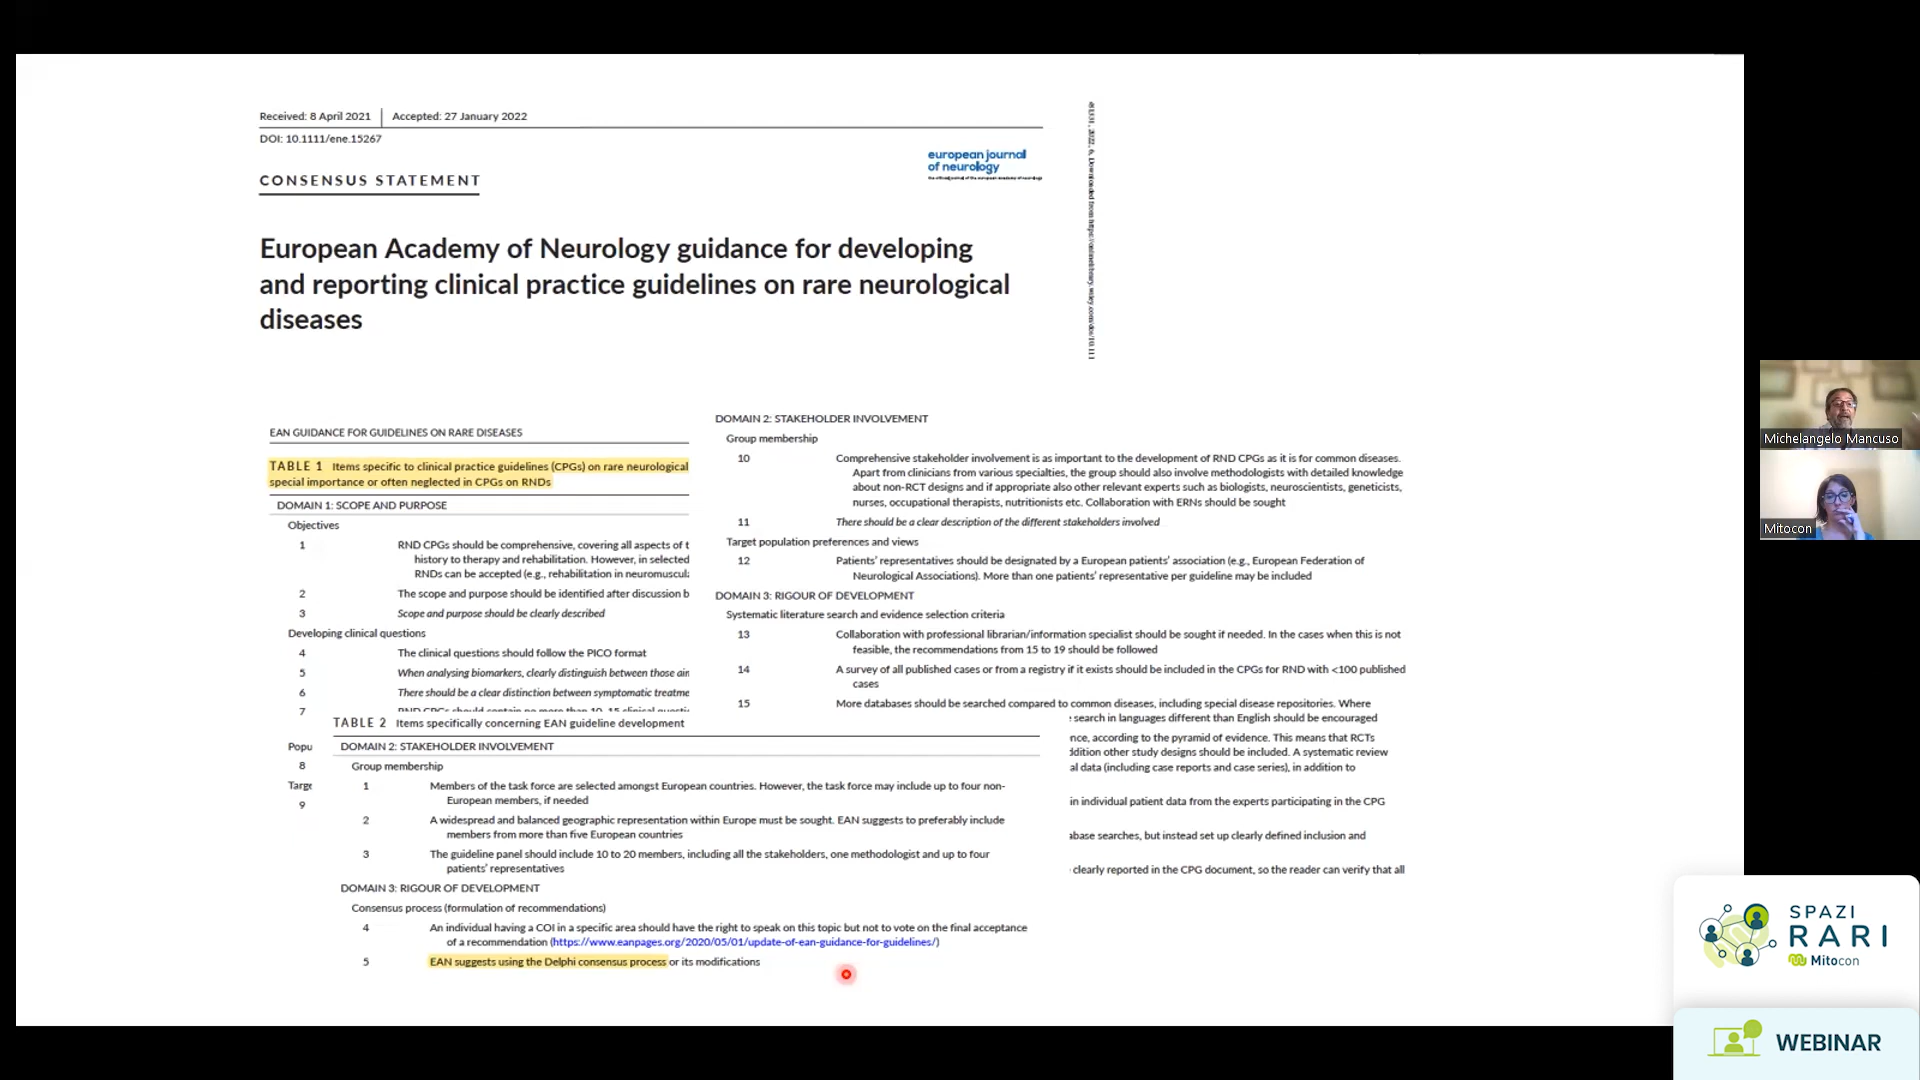 Received: 8 April 2021 Accepted: 27 January 2022
DOI: 10.1111/ene.15267
european journal
of neurology
CONSENSUS STATEMENT
European Academy of Neurology guidance for developing
and reporting clinical practice guidelines on rare neurological
diseases
EAN GUIDANCE FOR GUIDELINES ON RARE DISEASES
TABLE 1 Items specific to clinical practice guidelines (CPGs) on rare neurological
special importance or often neglected in CPGs on RNDs
DOMAIN 1: SCOPE AND PURPOSE
Objectives
1 RND CPGs should be comprehensive, covering all aspects of
history to therapy and rehabilitation. However, in selected
RNDs can be accepted (e.g., rehabilitation in
2 The scope and purpose should be identified after discussion
3 Scope and purpose should be clearly described
Developing clinical questions
4 The clinical questions should follow the PICO format
5 When analysing biomarkers, clearly distinguish between those
6 There should be a clear distinction between symptomatic
7
Popu
8
9
DOMAIN 2: STAKEHOLDER INVOLVEMENT
Group membership
10 Comprehensive stakeholder involvement is as important to the development of RND CPGs as it is for common diseases.
Apart from clinicians from various specialties, the group should also involve methodologists with detailed knowledge
about non-RCT designs and if appropriate also other relevant experts such as biologists, neuroscientists, geneticists,
nurses, occupational therapists, nutritionists etc. Collaboration with ERNs should be sought
11 There should be a clear description of the different stakeholders involved
Target population preferences and views
12 Patients' representatives should be designated by a European patients' association (e.g., European Federation of
Neurological Associations). More than one patients' representative per guideline may be included
DOMAIN 3: RIGOUR OF DEVELOPMENT
Systematic literature search and evidence selection criteria
13 Collaboration with professional librarian/information specialist should be sought if needed. In the cases when this is not
feasible, the recommendations from 15 to 19 should be followed
14 A survey of all published cases or from a registry if it exists should be included in the CPGs for RND with <100 published
cases
15 More databases should be searched compared to common diseases, including special disease repositories. Where
search in languages different than English should be encouraged
nce, according to the pyramid of evidence. This means that RCTs
ddition other study designs should be included. A systematic review
al data (including case reports and case series), in addition to
in individual patient data from the experts participating in the CPG
abase searches, but instead set up clearly defined inclusion and
clearly reported in the CPG document, so the reader can verify that all
TABLE 2 Items specifically concerning EAN guideline development
DOMAIN 2: STAKEHOLDER INVOLVEMENT
Group membership
1 Members of the task force are selected amongst European countries. However, the task force may include up to four non-
European members, if needed
2 A widespread and balanced geographic representation within Europe must be sought. EAN suggests to preferably include
members from more than five European countries
3 The guideline panel should include 10 to 20 members, including all the stakeholders, one methodologist and up to four
patients' representatives
DOMAIN 3: RIGOUR OF DEVELOPMENT
Consensus process (formulation of recommendations)
4 An individual having a COI in a specific area should have the right to speak on this topic but not to vote on the final acceptance
of a recommendation (https://www.eanpages.org/2020/05/01/update-of-ean-guidance-for-guidelines/)
5 EAN suggests using the Delphi consensus process or its modifications
Michelangelo Mancuso
Mitocon
SPAZI
RARI
Mitocon
WEBINAR